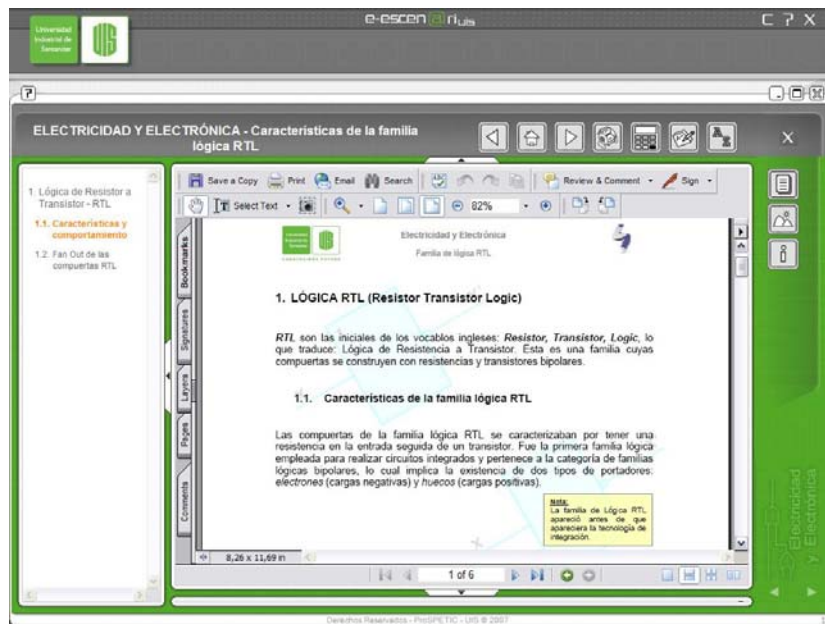 e-escen@riUIS
Universidad
Industrial de
Santander
UIS
ELECTRICIDAD Y ELECTRÓNICA - Características de la familia
lógica RTL
1. Lógica de Resistor a
Transistor - RTL
1.1. Características y
comportamiento
1.2. Fan Out de las
compuertas RTL
Save a Copy Print Email Search Review & Comment Sign
Select Text 82%
Bookmarks
Signatures
Layers
Pages
Comments
Electricidad y Electrónica
Familia de lógica RTL
1. LÓGICA RTL (Resistor Transistor Logic)
RTL son las iniciales de los vocablos ingleses: Resistor, Transistor, Logic, lo
que traduce: Lógica de Resistencia a Transistor. Esta es una familia cuyas
compuertas se construyen con resistencias y transistores bipolares.
1.1. Características de la familia lógica RTL
Las compuertas de la familia lógica RTL se caracterizaban por tener una
resistencia en la entrada seguida de un transistor. Fue la primera familia lógica
empleada para realizar circuitos integrados y pertenece a la categoría de familias
lógicas bipolares, lo cual implica la existencia de dos tipos de portadores:
electrones (cargas negativas) y huecos (cargas positivas).
Nota:
La familia de Lógica RTL
apareció antes de que
apareciera la tecnología de
integración.
8,26 x 11,69 in
1 of 6
Electricidad
y Electrónica
Derechos Reservados - ProSPETIC - UIS @ 2007